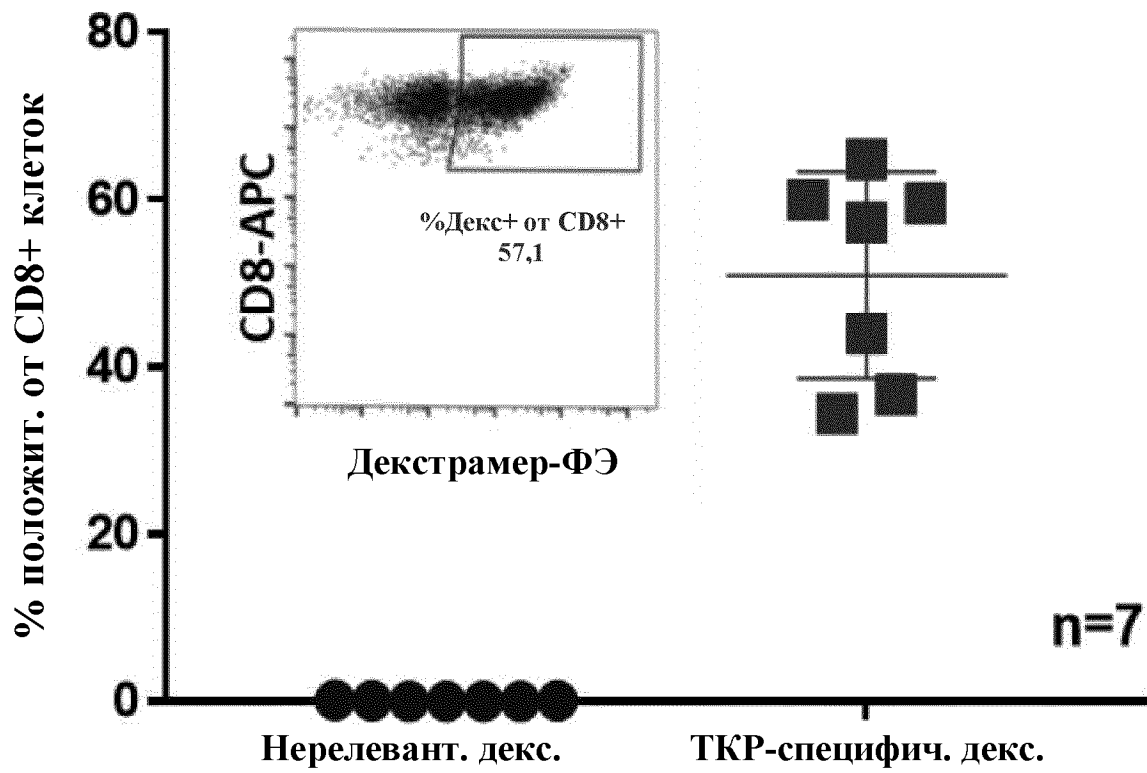 % положит. от CD8+ клеток
80
60
40
20
0
CD8-APC
%Декс+ от CD8+
57,1
Декстрамер-ФЭ
n=7
Нерелевант. декс.
ТКР-специфич. декс.